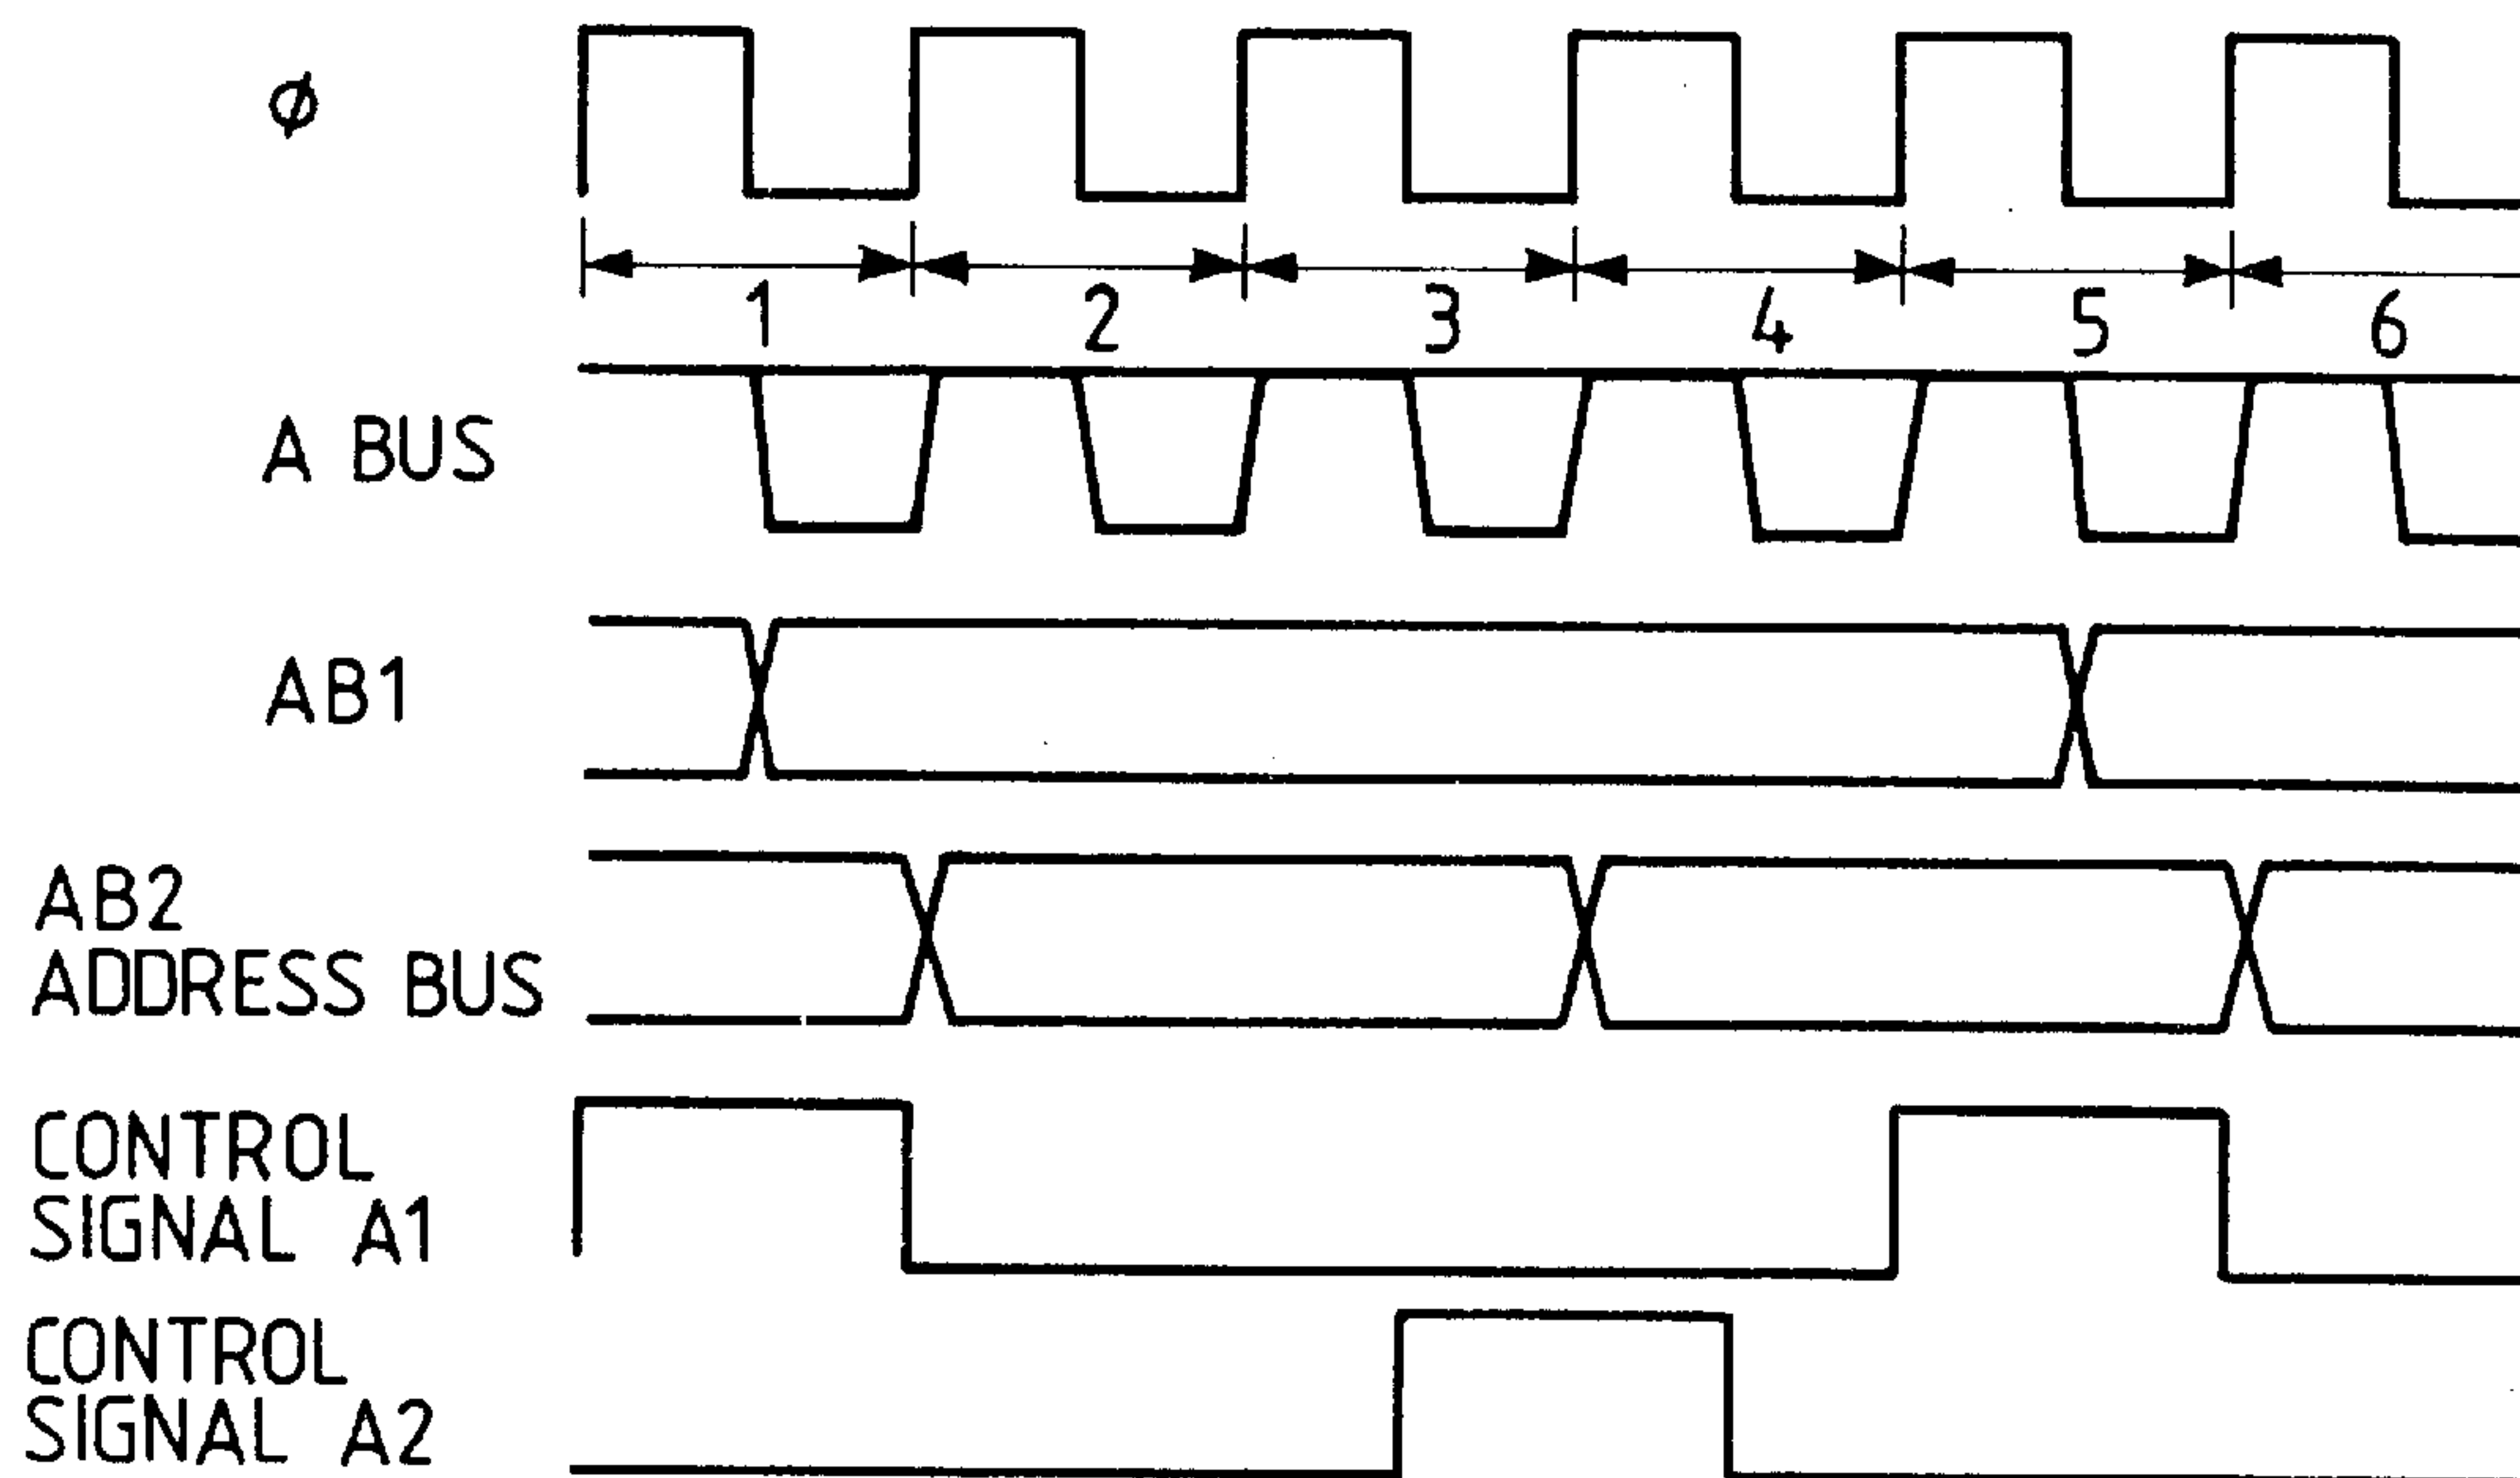 ø
1 2 3 4 5 6
A BUS
AB1
AB2
ADDRESS BUS
CONTROL
SIGNAL A1
CONTROL
SIGNAL A2